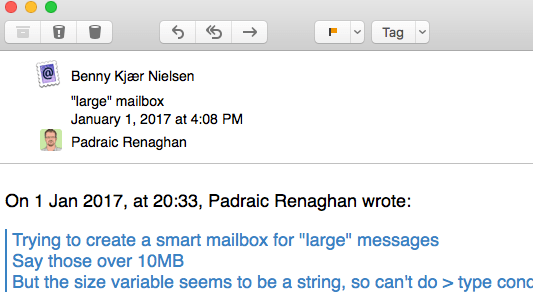 Tag
@
Benny Kjær Nielsen
"large" mailbox
January 1, 2017 at 4:08 PM
Padraic Renaghan
On 1 Jan 2017, at 20:33, Padraic Renaghan wrote:
Trying to create a smart mailbox for "large" messages
Say those over 10MB
But the size variable seems to be a string, so can't do > type